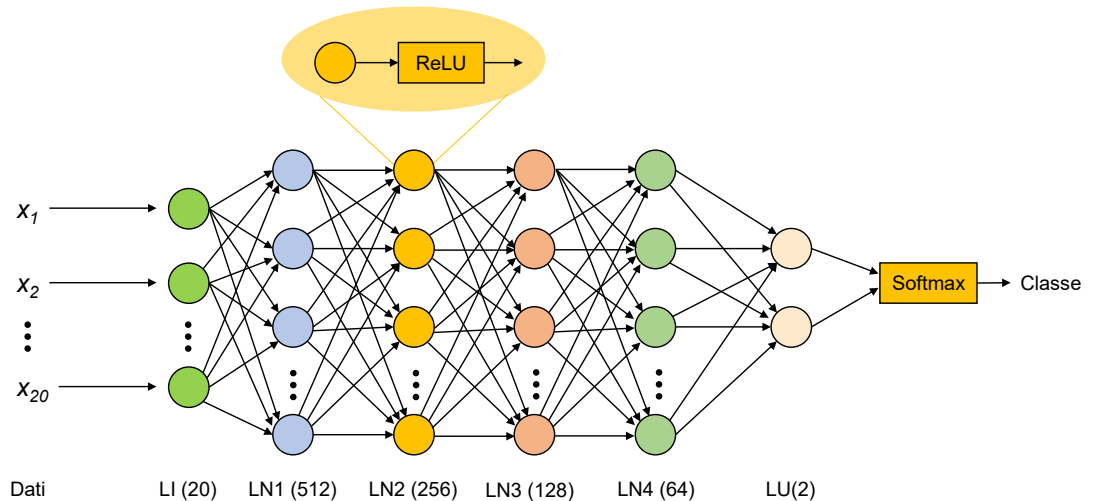 ReLU
x1
x2
x20
Softmax
Classe
Dati
LI (20)
LN1 (512)
LN2 (256)
LN3 (128)
LN4 (64)
LU(2)